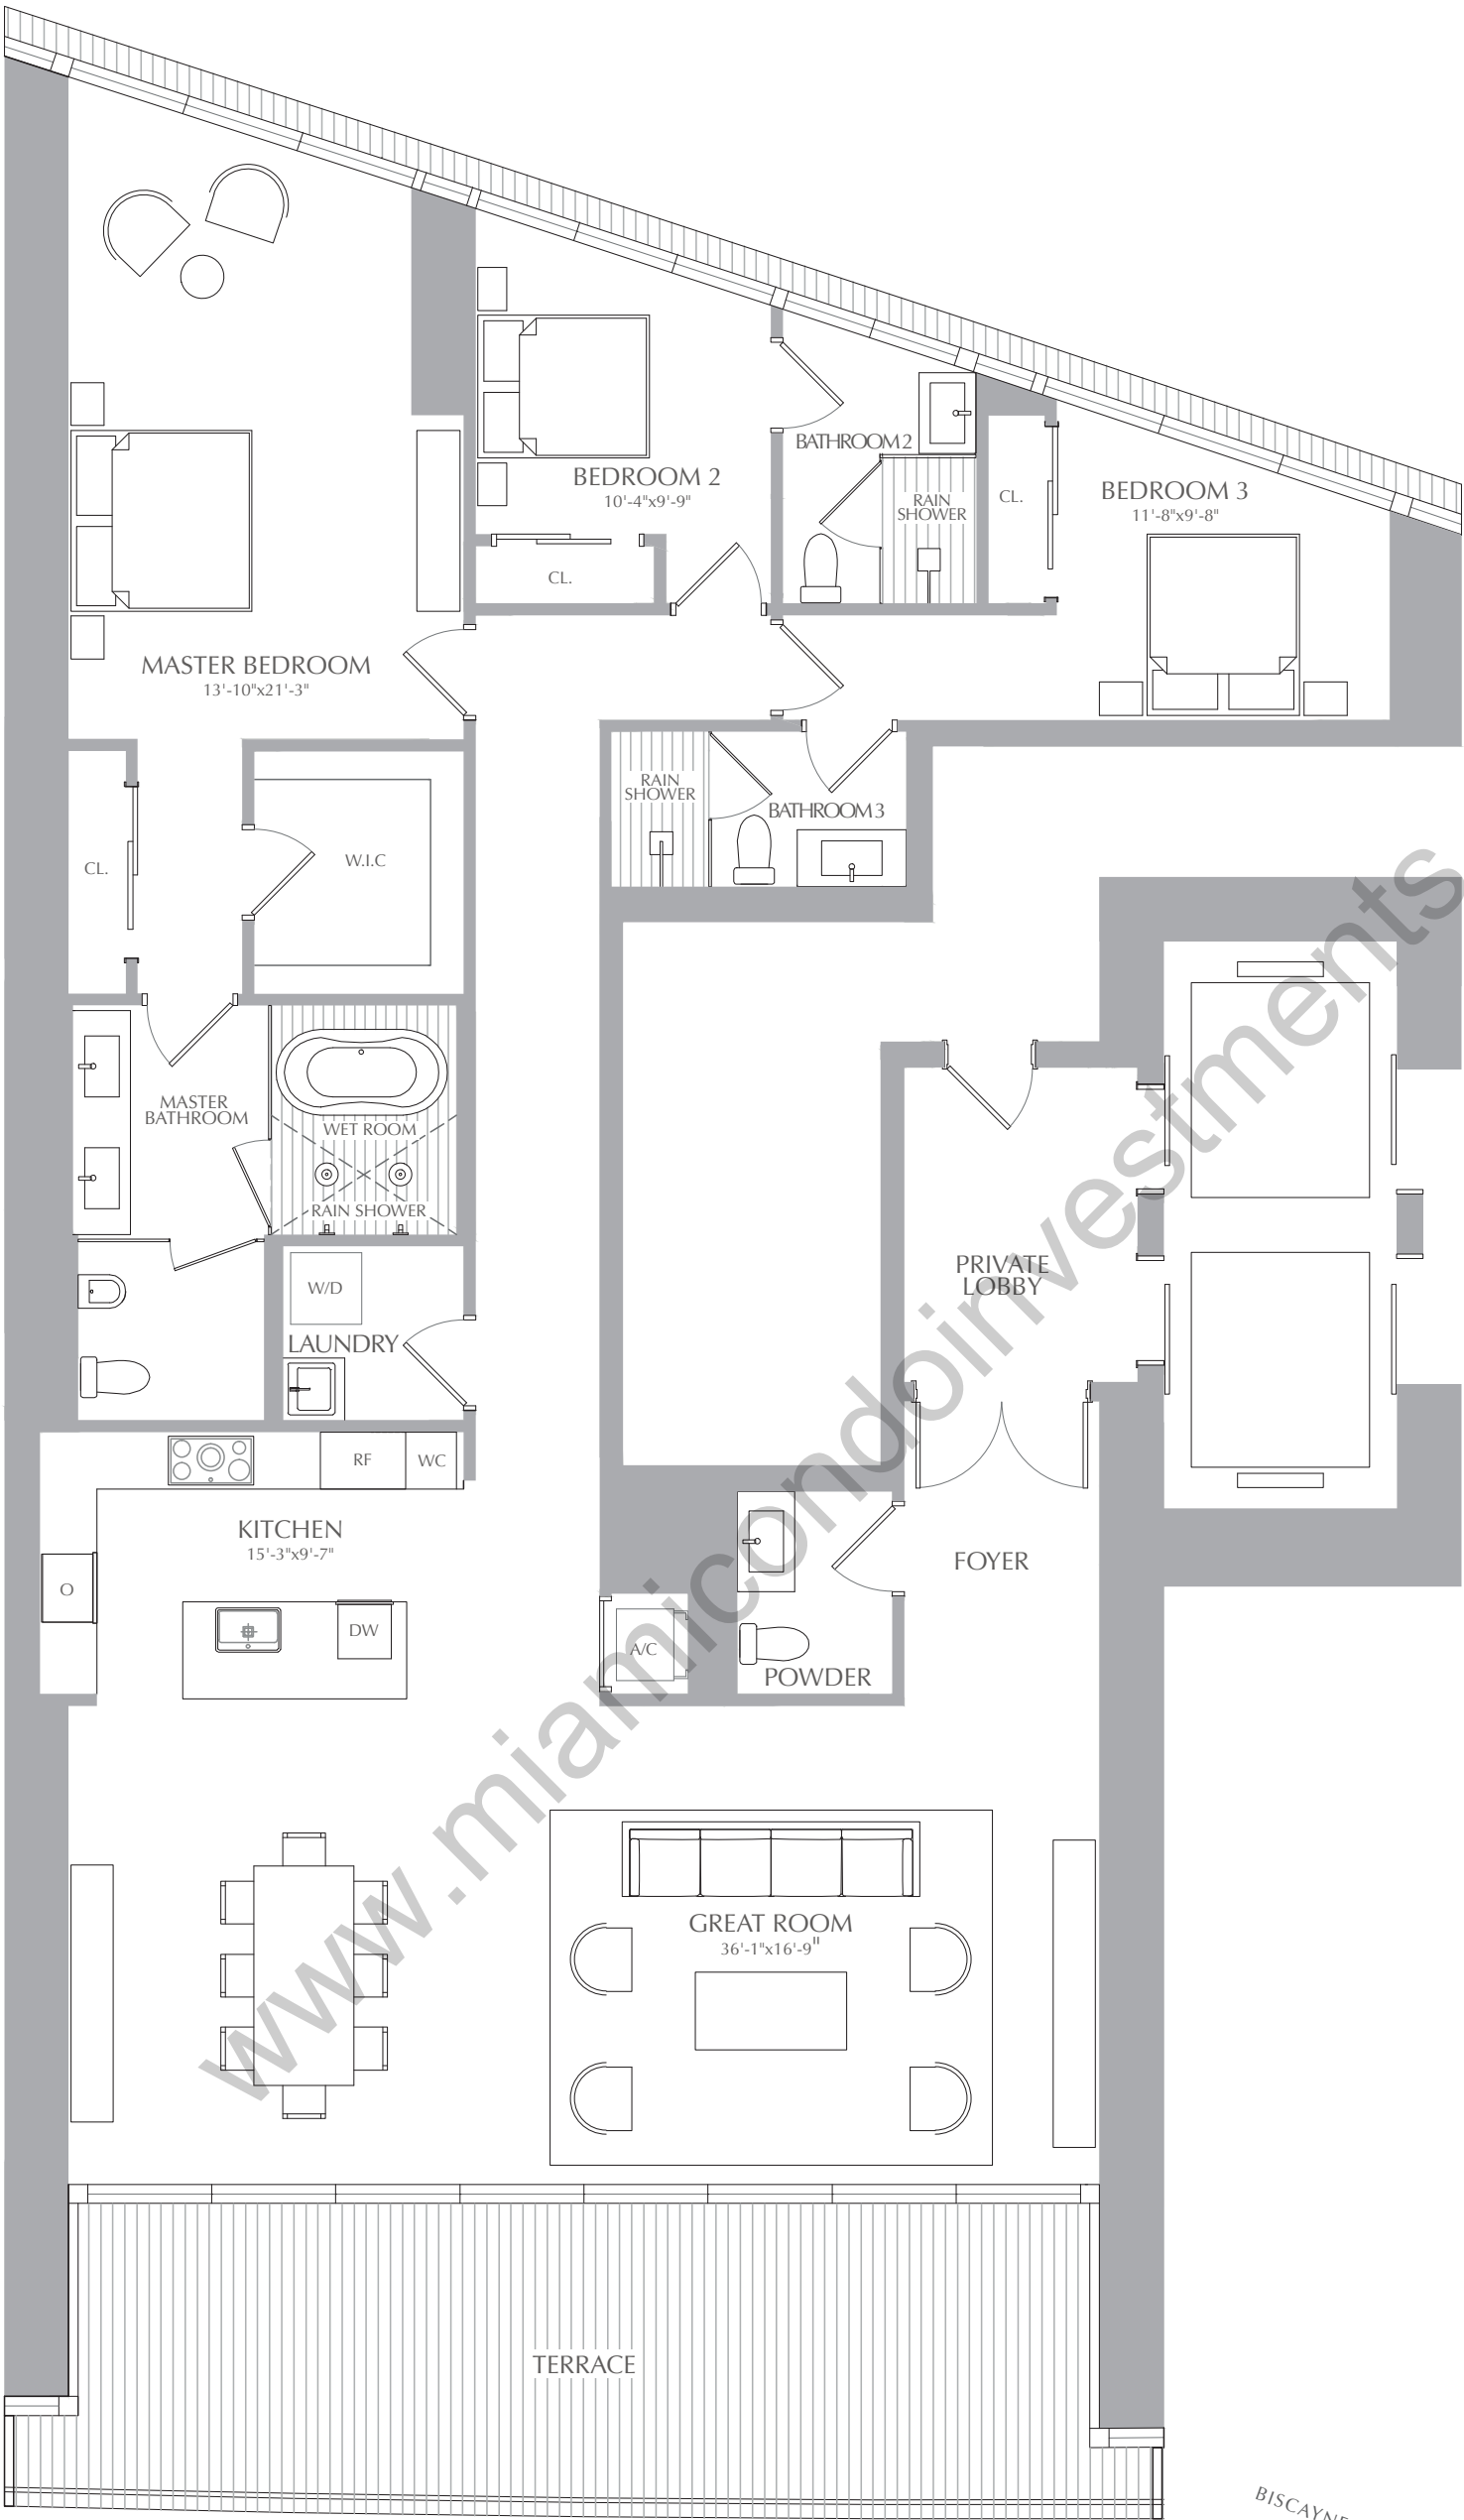 BATHROOM 2
BEDROOM 2
10'-4"x9'-9"
RAIN
SHOWER
CL.
BEDROOM 3
11'-8"x9'-8"
CL.
MASTER BEDROOM
13'-10"x21'-3"
RAIN
SHOWER
BATHROOM 3
CL.
W.I.C
MASTER
BATHROOM
WET ROOM
RAIN SHOWER
PRIVATE
LOBBY
W/D
LAUNDRY
RF
WC
KITCHEN
15'-3"x9'-7"
FOYER
O
DW
A/C
POWDER
GREAT ROOM
36'-1"x16'-9"
TERRACE
www.miamicondoinvestments
BISCAYNE